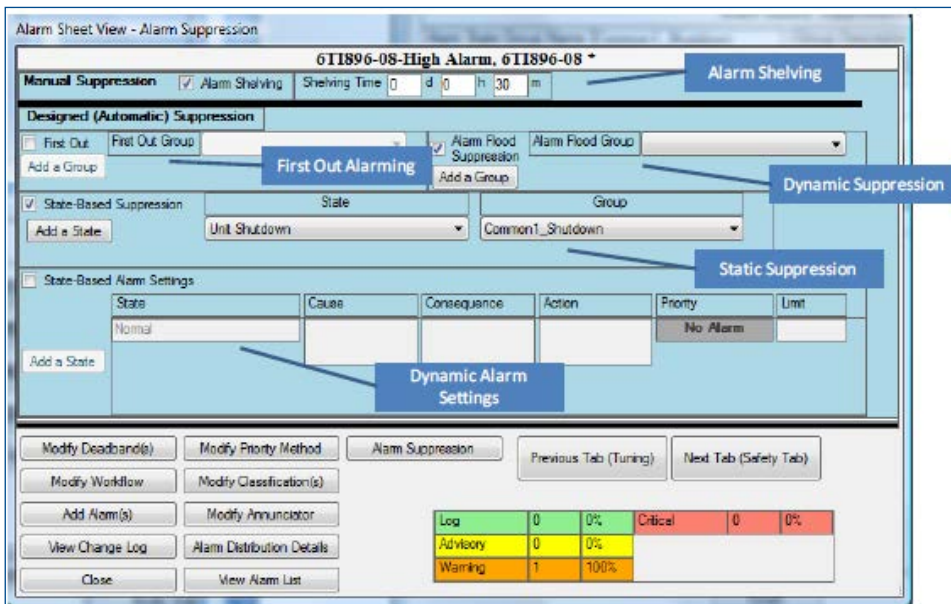 Alarm Sheet View - Alarm Suppression
6TI896-08-High Alarm, 6TI896-08 *
Manual Suppression Alarm Shelving Shelving Time 0 d 0 h 30 m
Alarm Shelving
Designed (Automatic) Suppression
First Out First Out Group
Add a Group
First Out Alarming
Alarm Flood Suppression Alarm Flood Group
Add a Group
Dynamic Suppression
State-Based Suppression State Group
Add a State Unit Shutdown Common1_Shutdown
Static Suppression
State-Based Alarm Settings
State Cause Consequence Action Priority Limit
Normal No Alarm
Add a State
Dynamic Alarm
Settings
Modify Deadband(s) Modify Priority Method Alarm Suppression Previous Tab (Tuning) Next Tab (Safety Tab)
Modify Workflow Modify Classification(s)
Add Alarm(s) Modify Annunciator
View Change Log Alarm Distribution Details
Close View Alarm List
Log 0 0% Critical 0 0%
Advisory 0 0%
Warning 1 100%